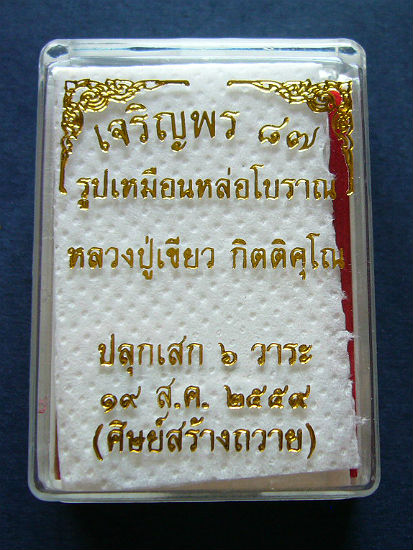 เจริญพร ๘๗
รูปเหมือนหล่อโบราณ
หลวงปู่เขียว กิตติคุโณ
ปลุกเสก ๖ วาระ
๑๙ ส.ค. ๒๕๕๙
(ศิษย์สร้างถวาย)